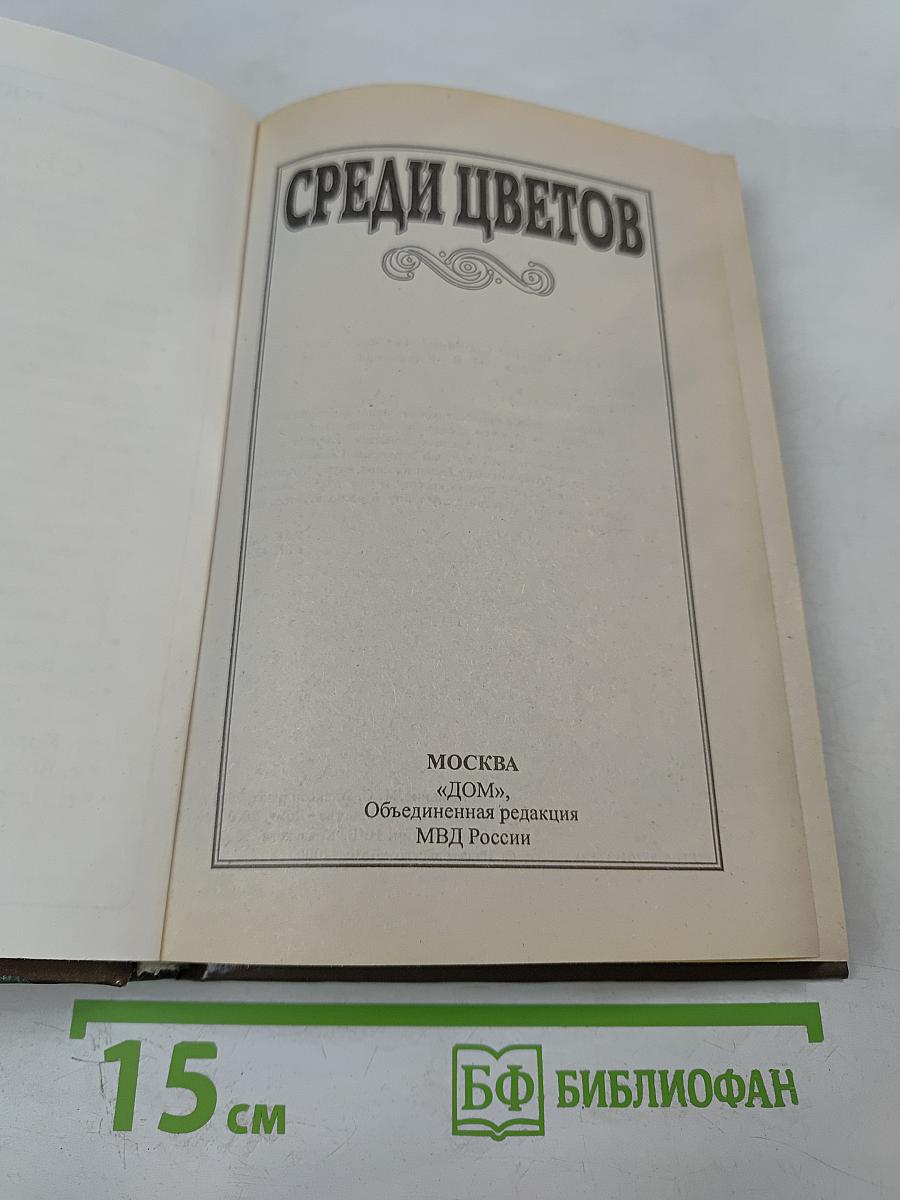 СРЕДИ ЦВЕТОВ
МОСКВА
«ДОМ»,
Объединенная редакция
МВД России
15 см
БФ БИБЛИОФАН